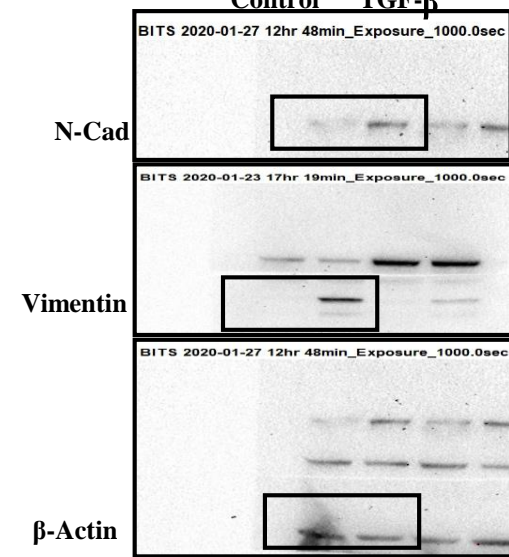 Control TGF-β
BITS 2020-01-27 12hr 48min_Exposure_1000.0sec
N-Cad
BITS 2020-01-23 17hr 19min_Exposure_1000.0sec
Vimentin
BITS 2020-01-27 12hr 48min_Exposure_1000.0sec
β-Actin